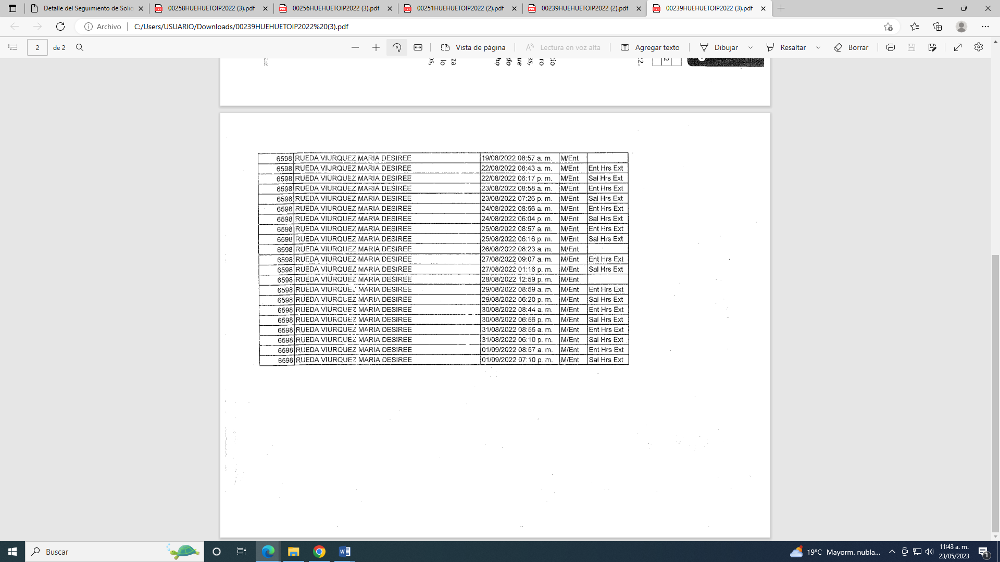 Detalle del Seguimiento de Solici
00258HUEHUETOIP2022 (3).pdf
00256HUEHUETOIP2022 (3).pdf
00251HUEHUETOIP2022 (2).pdf
00239HUEHUETOIP2022 (2).pdf
00239HUEHUETOIP2022 (3).pdf
Archivo C:/Users/USUARIO/Downloads/00239HUEHUETOIP2022%20(3).pdf
2 de 2 Vista de página Lectura en voz alta Agregar texto Dibujar Resaltar Borrar
6598 RUEDA VIURQUEZ MARIA DESIREE 19/08/2022 08:57 a. m. M/Ent
6598 RUEDA VIURQUEZ MARIA DESIREE 22/08/2022 08:43 a. m. M/Ent Ent Hrs Ext
6598 RUEDA VIURQUEZ MARIA DESIREE 22/08/2022 06:17 p. m. M/Ent Sal Hrs Ext
6598 RUEDA VIURQUEZ MARIA DESIREE 23/08/2022 08:58 a. m. M/Ent Ent Hrs Ext
6598 RUEDA VIURQUEZ MARIA DESIREE 23/08/2022 07:26 p. m. M/Ent Sal Hrs Ext
6598 RUEDA VIURQUEZ MARIA DESIREE 24/08/2022 08:56 a. m. M/Ent Ent Hrs Ext
6598 RUEDA VIURQUEZ MARIA DESIREE 24/08/2022 06:04 p. m. M/Ent Sal Hrs Ext
6598 RUEDA VIURQUEZ MARIA DESIREE 25/08/2022 08:57 a. m. M/Ent Ent Hrs Ext
6598 RUEDA VIURQUEZ MARIA DESIREE 25/08/2022 06:16 p. m. M/Ent Sal Hrs Ext
6598 RUEDA VIURQUEZ MARIA DESIREE 26/08/2022 08:23 a. m. M/Ent
6598 RUEDA VIURQUEZ MARIA DESIREE 27/08/2022 09:07 a. m. M/Ent Ent Hrs Ext
6598 RUEDA VIURQUEZ MARIA DESIREE 27/08/2022 01:16 p. m. M/Ent Sal Hrs Ext
6598 RUEDA VIURQUEZ MARIA DESIREE 28/08/2022 12:59 p. m. M/Ent
6598 RUEDA VIURQUEZ MARIA DESIREE 29/08/2022 08:59 a. m. M/Ent Ent Hrs Ext
6598 RUEDA VIURQUEZ MARIA DESIREE 29/08/2022 06:20 p. m. M/Ent Sal Hrs Ext
6598 RUEDA VIURQUEZ MARIA DESIREE 30/08/2022 08:44 a. m. M/Ent Ent Hrs Ext
6598 RUEDA VIURQUEZ MARIA DESIREE 30/08/2022 06:56 p. m. M/Ent Sal Hrs Ext
6598 RUEDA VIURQUEZ MARIA DESIREE 31/08/2022 08:55 a. m. M/Ent Ent Hrs Ext
6598 RUEDA VIURQUEZ MARIA DESIREE 31/08/2022 06:10 p. m. M/Ent Sal Hrs Ext
6598 RUEDA VIURQUEZ MARIA DESIREE 01/09/2022 08:57 a. m. M/Ent Ent Hrs Ext
6598 RUEDA VIURQUEZ MARIA DESIREE 01/09/2022 07:10 p. m. M/Ent Sal Hrs Ext
Buscar
19°C Mayorm. nubla...
11:43 a. m.
23/05/2023
1